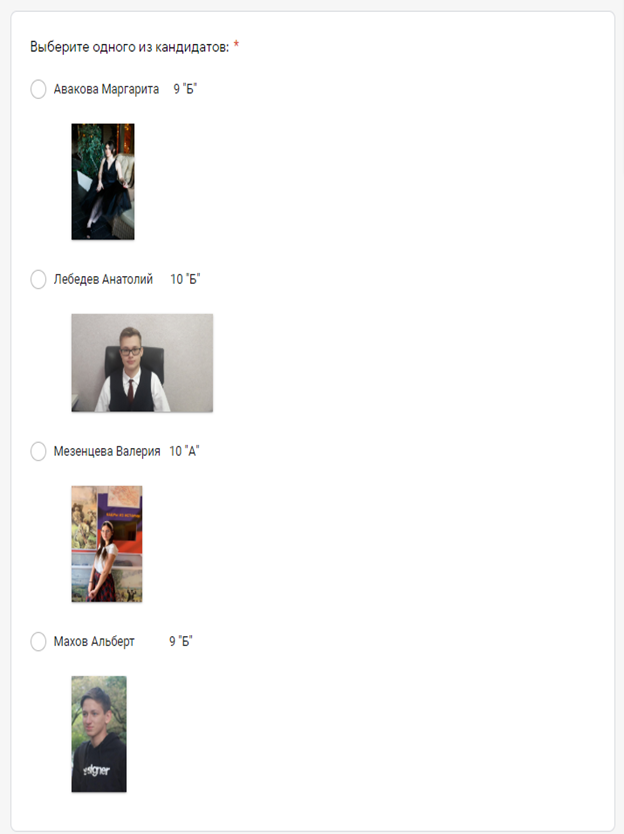 Выберите одного из кандидатов: *
Авакова Маргарита 9 "Б"
Лебедев Анатолий 10 "Б"
Мезенцева Валерия 10 "А"
Махов Альберт 9 "Б"